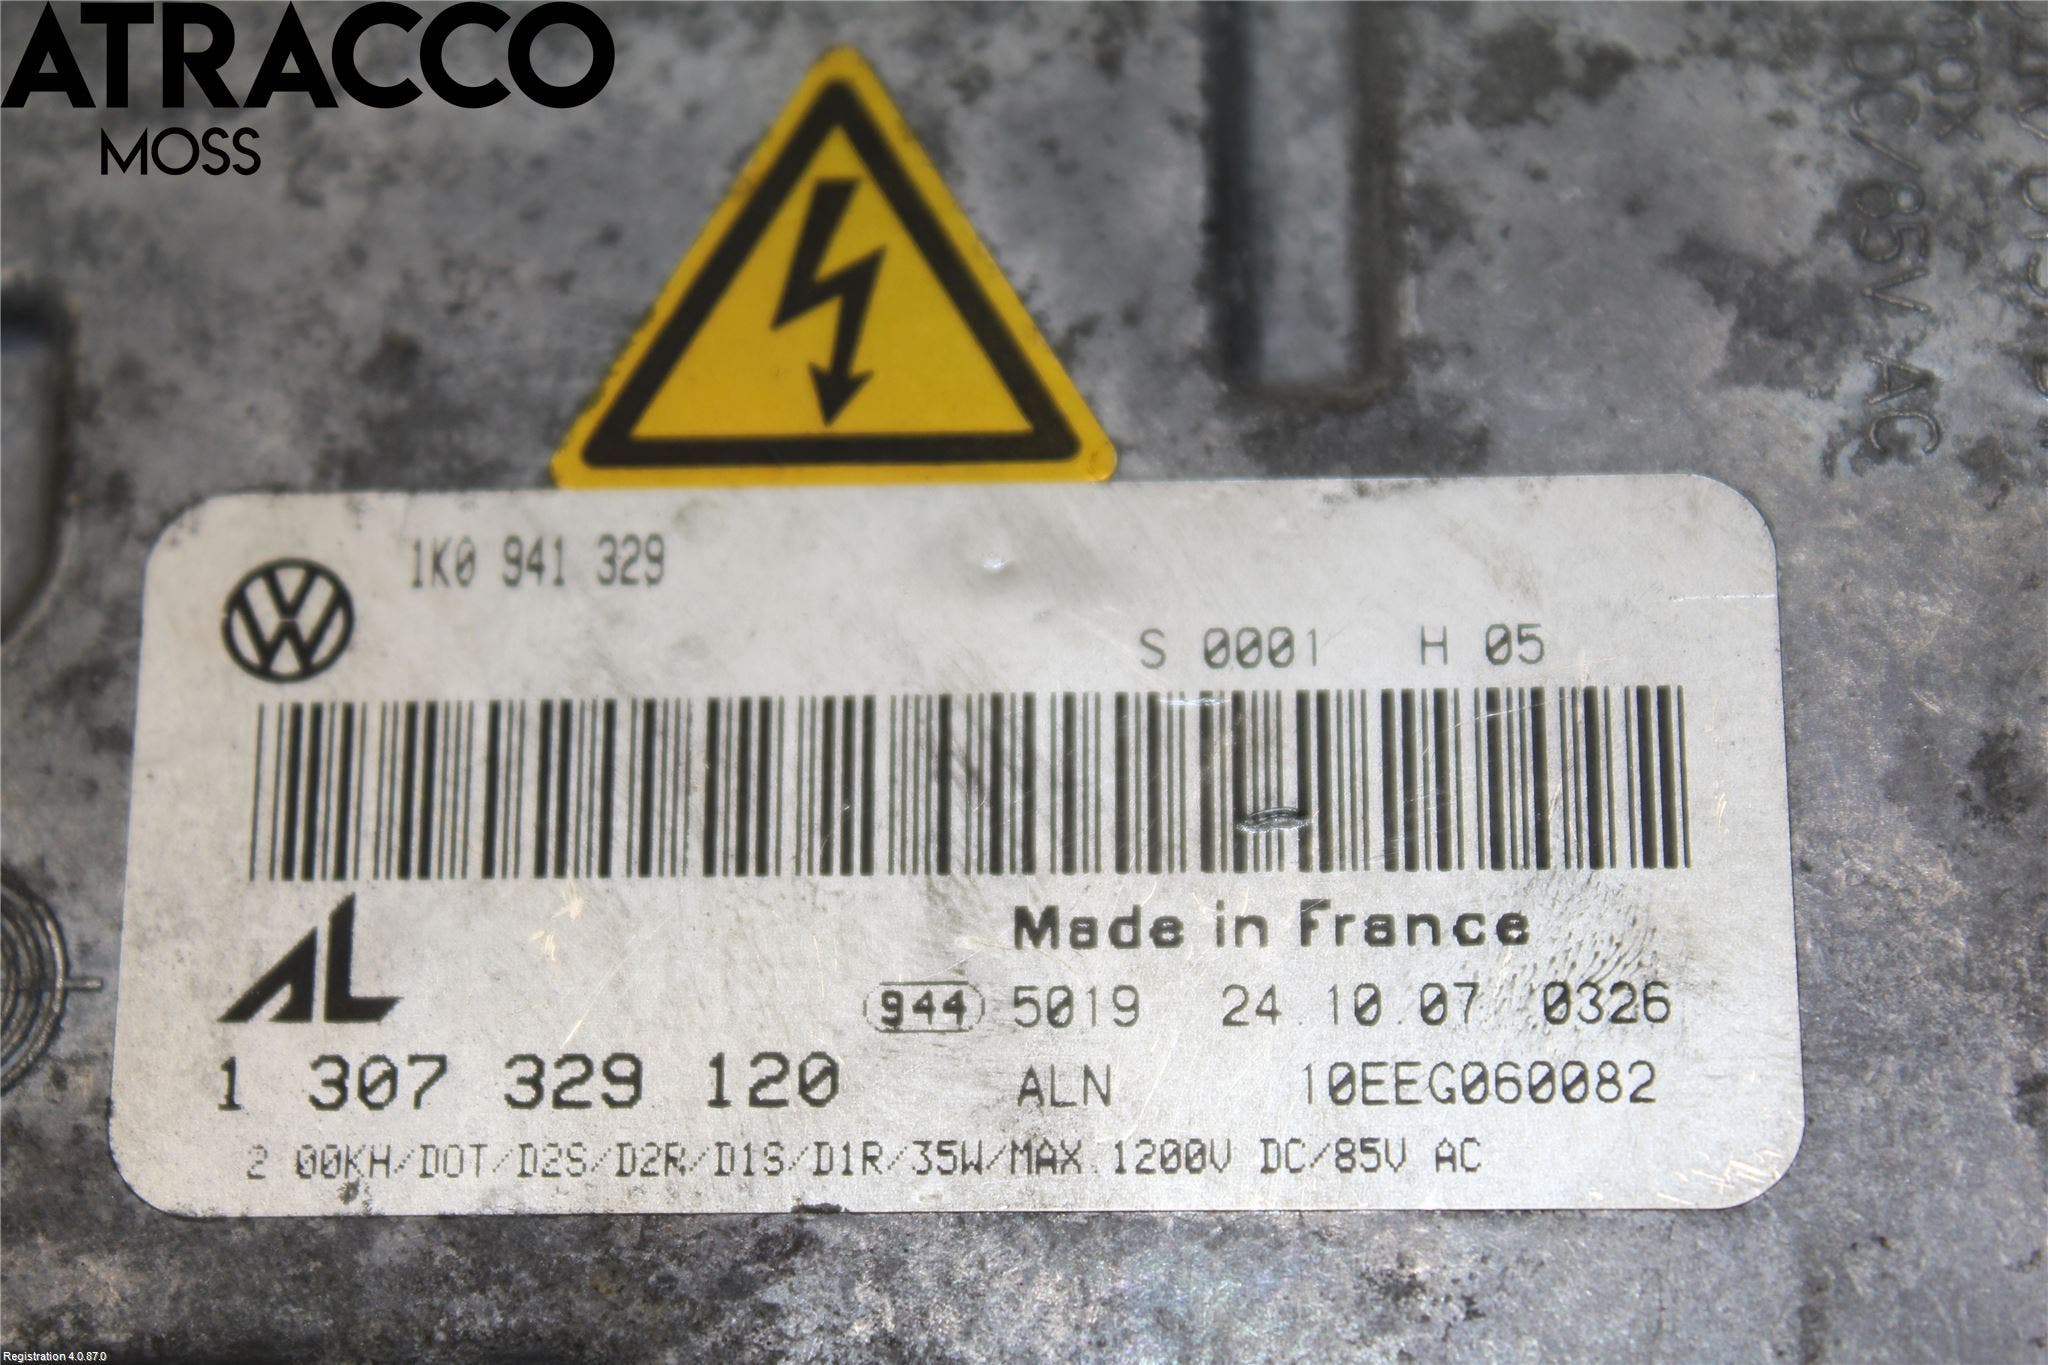 ATRACCO
MOSS
DC/85V AC
1K0 941 329
S 0001 H 05
Made in France
944 5019 24.10.07 0326
AL
1 307 329 120 ALN 10EEG060082
2.00KH/DOT/D2S/D2R/D1S/D1R/35W/MAX.1200V DC/85V AC
Registration 4.0.87.0